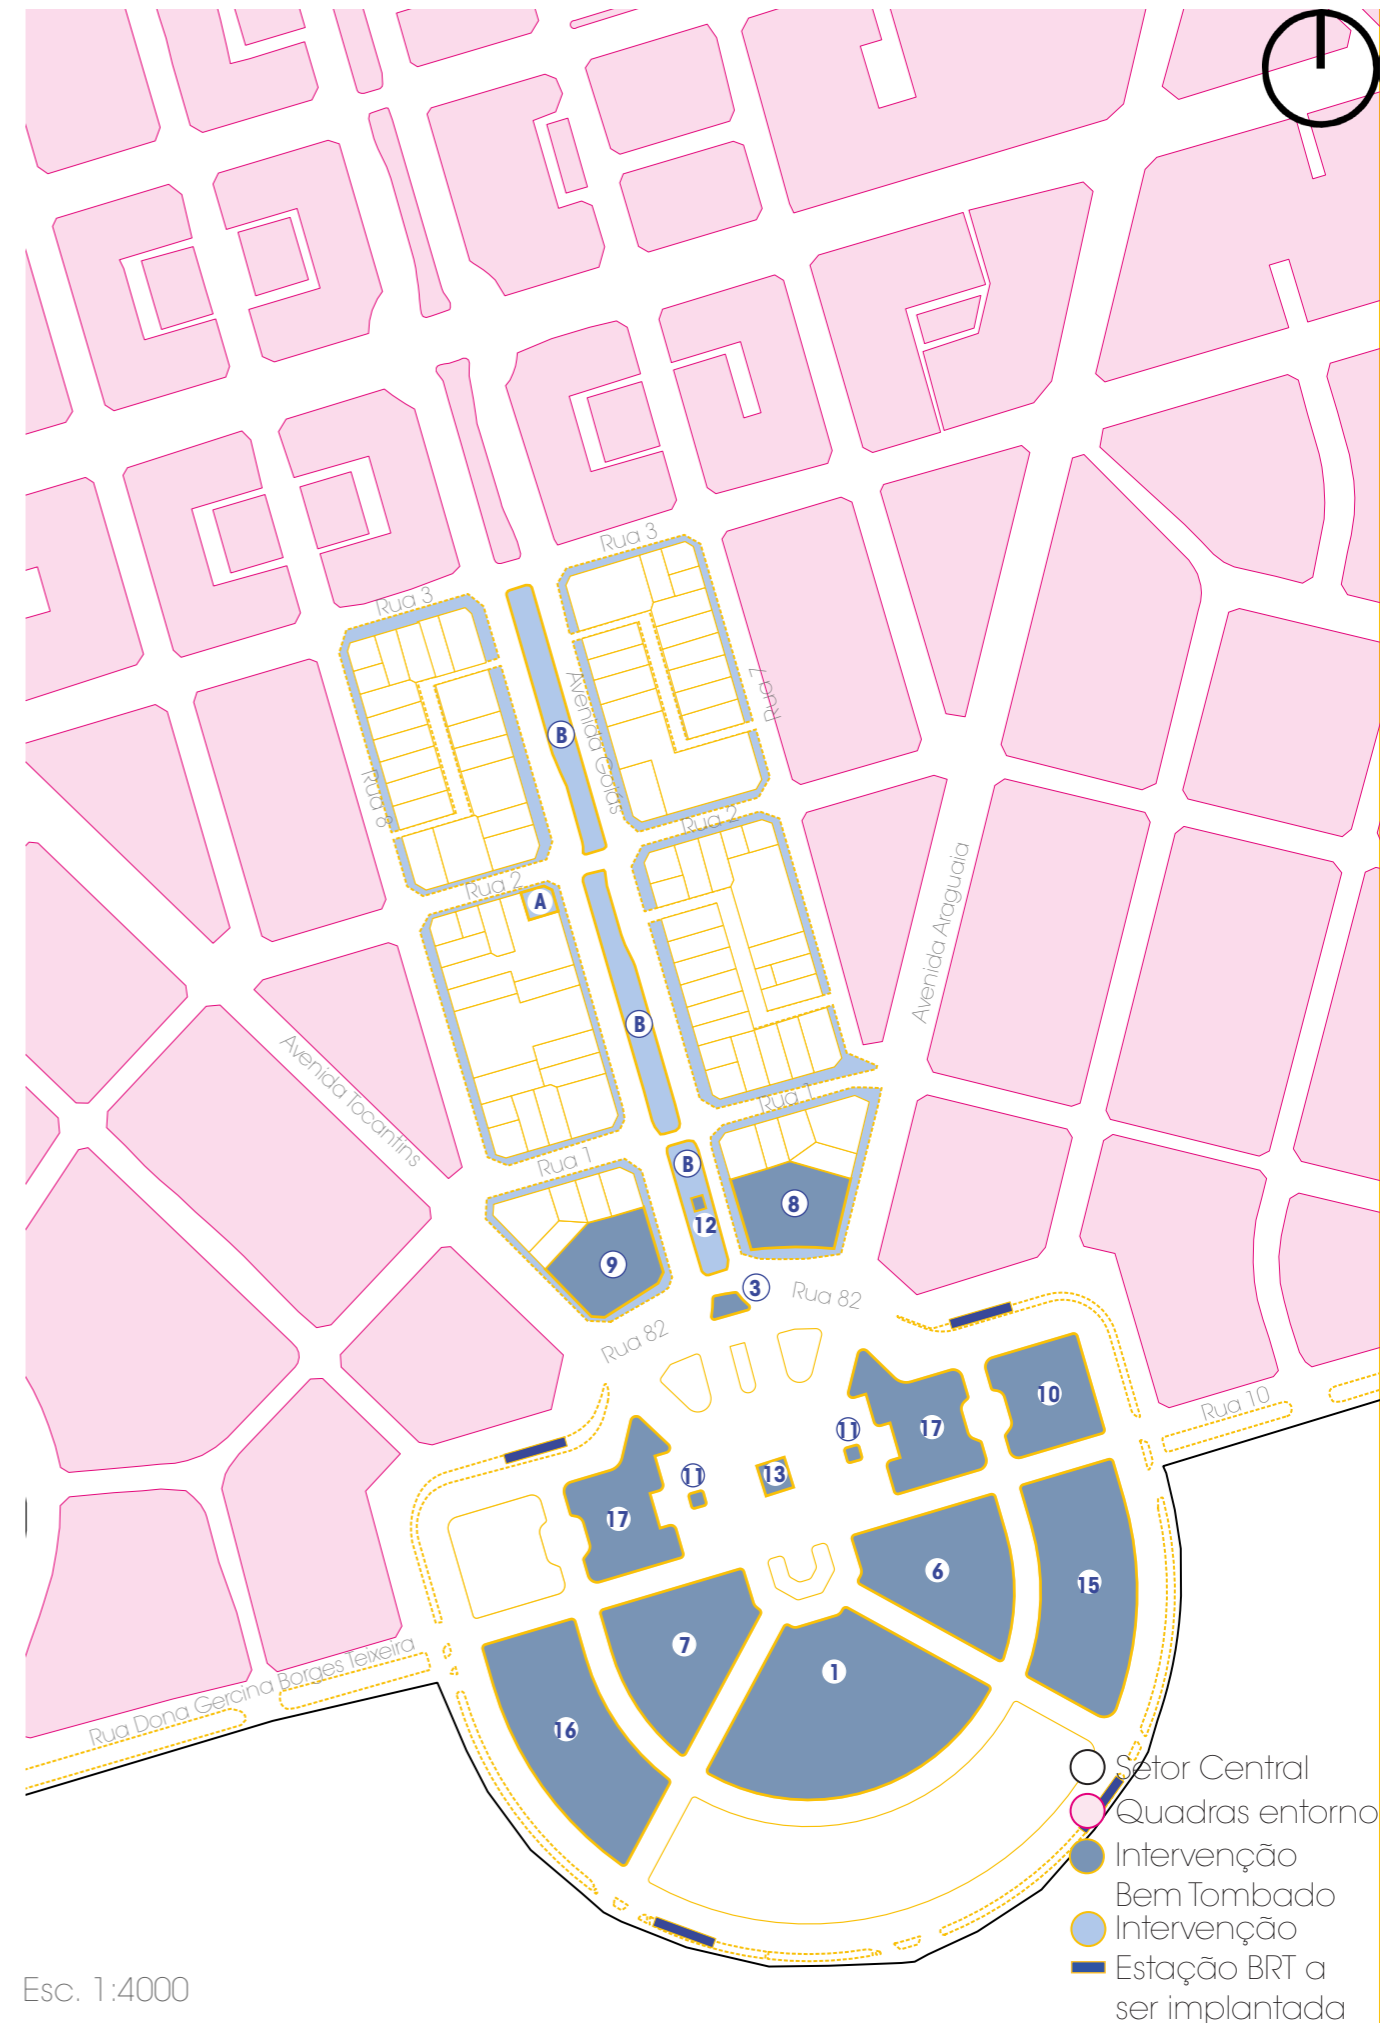 Rua 3
Rua 3
Avenida Goiás
Rua 7
B
Rua 8
Rua 2
Rua 2
A
Avenida Araguaia
B
Avenida Tocantins
Rua 1
Rua 1
B
8
12
9
3
Rua 82
Rua 82
10
Rua 10
11
17
11
13
17
6
15
7
1
Rua Dona Gercina Borges Teixeira
16
Setor Central
Quadras entorno
Intervenção
Bem Tombado
Intervenção
Estação BRT a
ser implantada
Esc. 1:4000